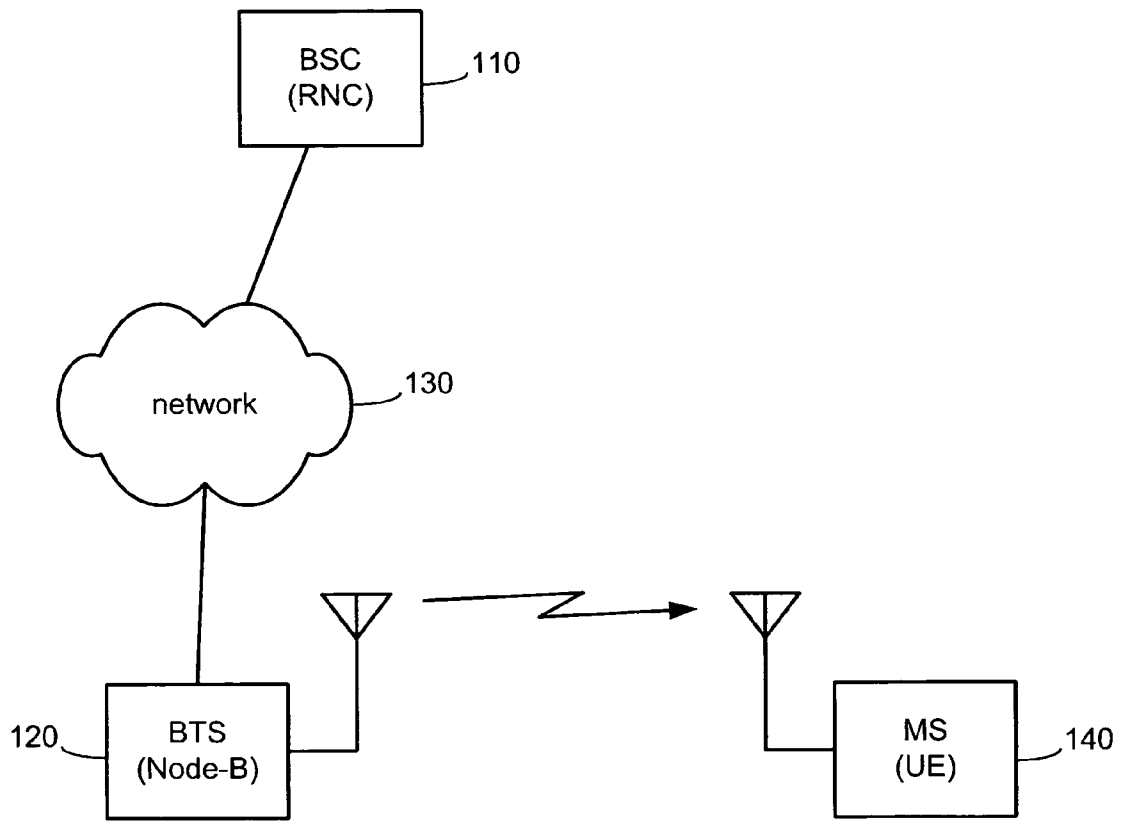 BSC
(RNC)
110
network
130
BTS
(Node-B)
120
MS
(UE)
140